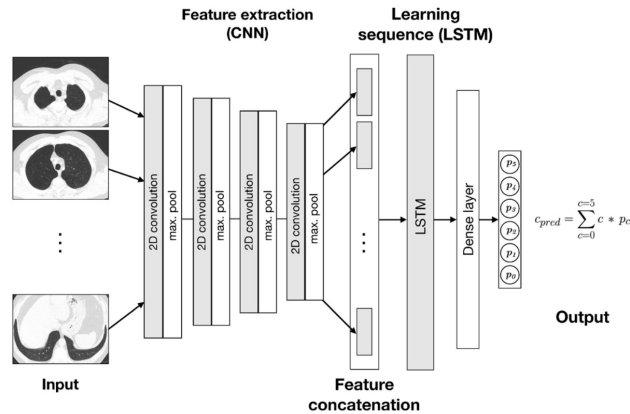 Feature extraction
(CNN)
Learning
sequence (LSTM)
2D convolution
max. pool
2D convolution
max. pool
2D convolution
max. pool
2D convolution
max. pool
...
...
LSTM
Dense layer
p5
p4
p3
p2
p1
p0
c_pred = ∑_{c=0}^{c=5} c * p_c
Output
Input
Feature
concatenation